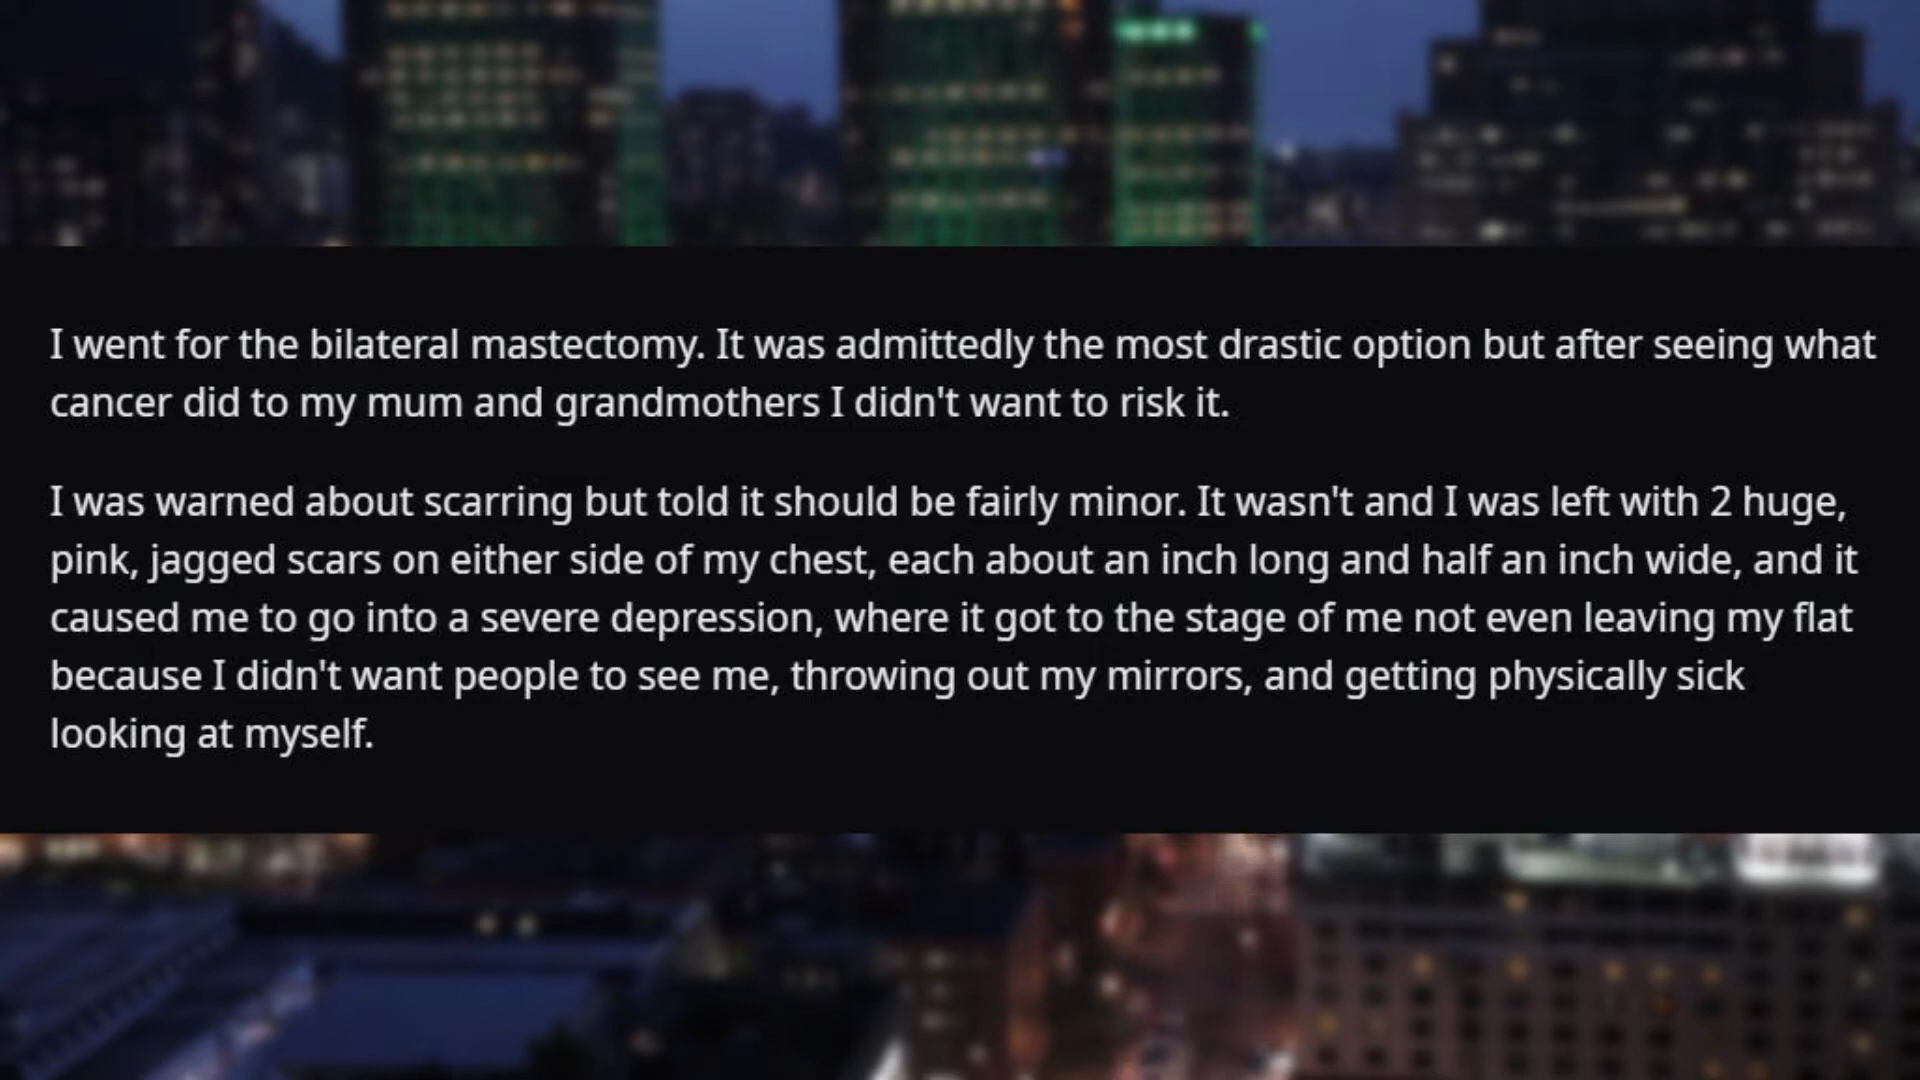 I went for the bilateral mastectomy. It was admittedly the most drastic option but after seeing what
cancer did to my mum and grandmothers I didn't want to risk it.
I was warned about scarring but told it should be fairly minor. It wasn't and I was left with 2 huge,
pink, jagged scars on either side of my chest, each about an inch long and half an inch wide, and it
caused me to go into a severe depression, where it got to the stage of me not even leaving my flat
because I didn't want people to see me, throwing out my mirrors, and getting physically sick
looking at myself.